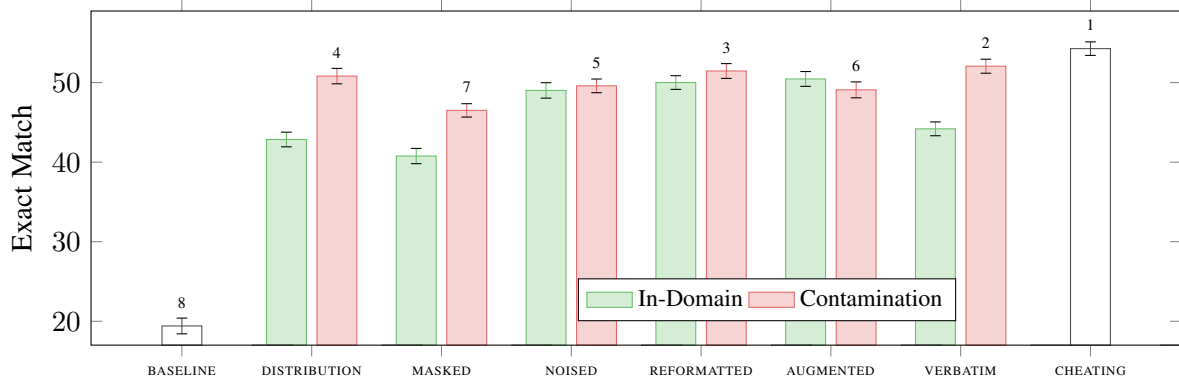 1
2
3
4
5
6
7
8
50
40
30
20
Exact Match
In-Domain
Contamination
BASELINE
DISTRIBUTION
MASKED
NOISED
REFORMATTED
AUGMENTED
VERBATIM
CHEATING